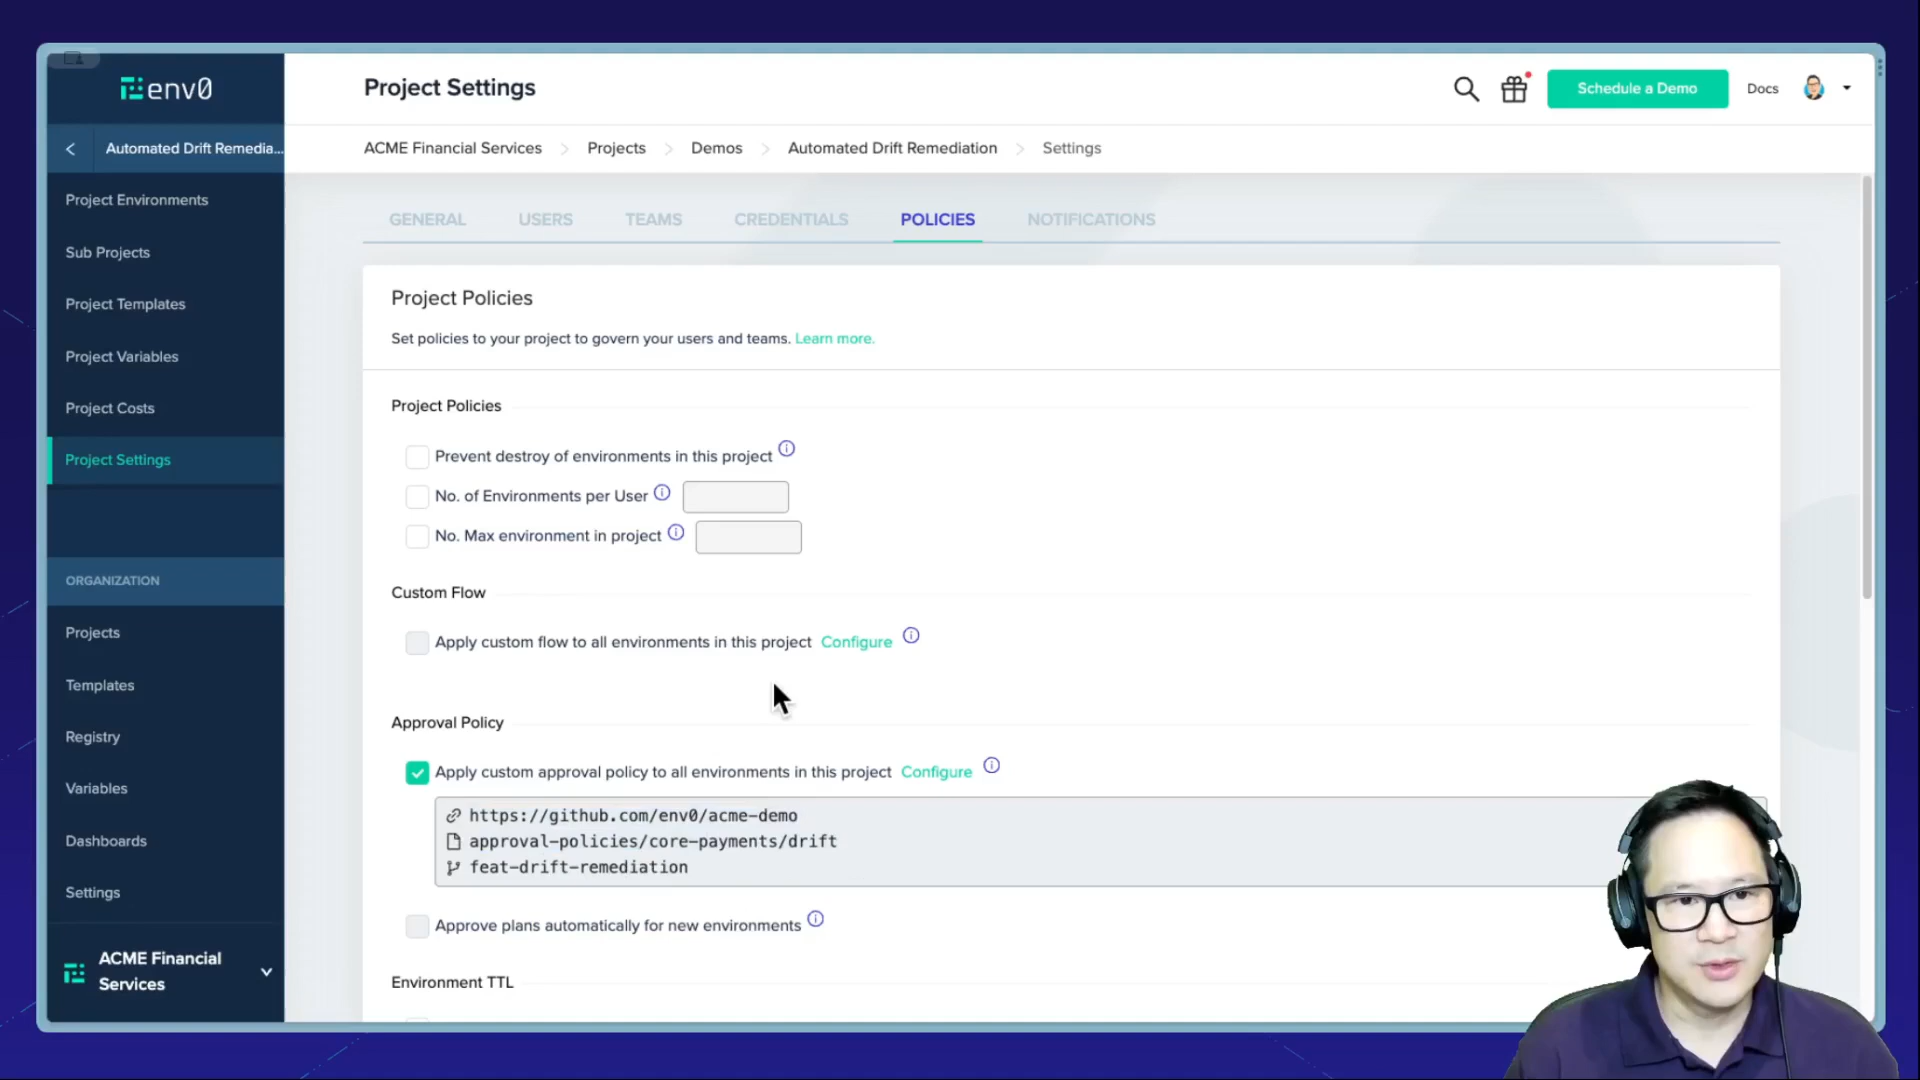 env0
Project Settings
Schedule a Demo
Docs
Automated Drift Remedia...
ACME Financial Services
Projects
Demos
Automated Drift Remediation
Settings
Project Environments
Sub Projects
Project Templates
Project Variables
Project Costs
Project Settings
ORGANIZATION
Projects
Templates
Registry
Variables
Dashboards
Settings
ACME Financial
Services
GENERAL
USERS
TEAMS
CREDENTIALS
POLICIES
NOTIFICATIONS
Project Policies
Set policies to your project to govern your users and teams. Learn more.
Project Policies
Prevent destroy of environments in this project
No. of Environments per User
No. Max environment in project
Custom Flow
Apply custom flow to all environments in this project Configure
Approval Policy
Apply custom approval policy to all environments in this project Configure
https://github.com/env0/acme-demo
approval-policies/core-payments/drift
feat-drift-remediation
Approve plans automatically for new environments
Environment TTL